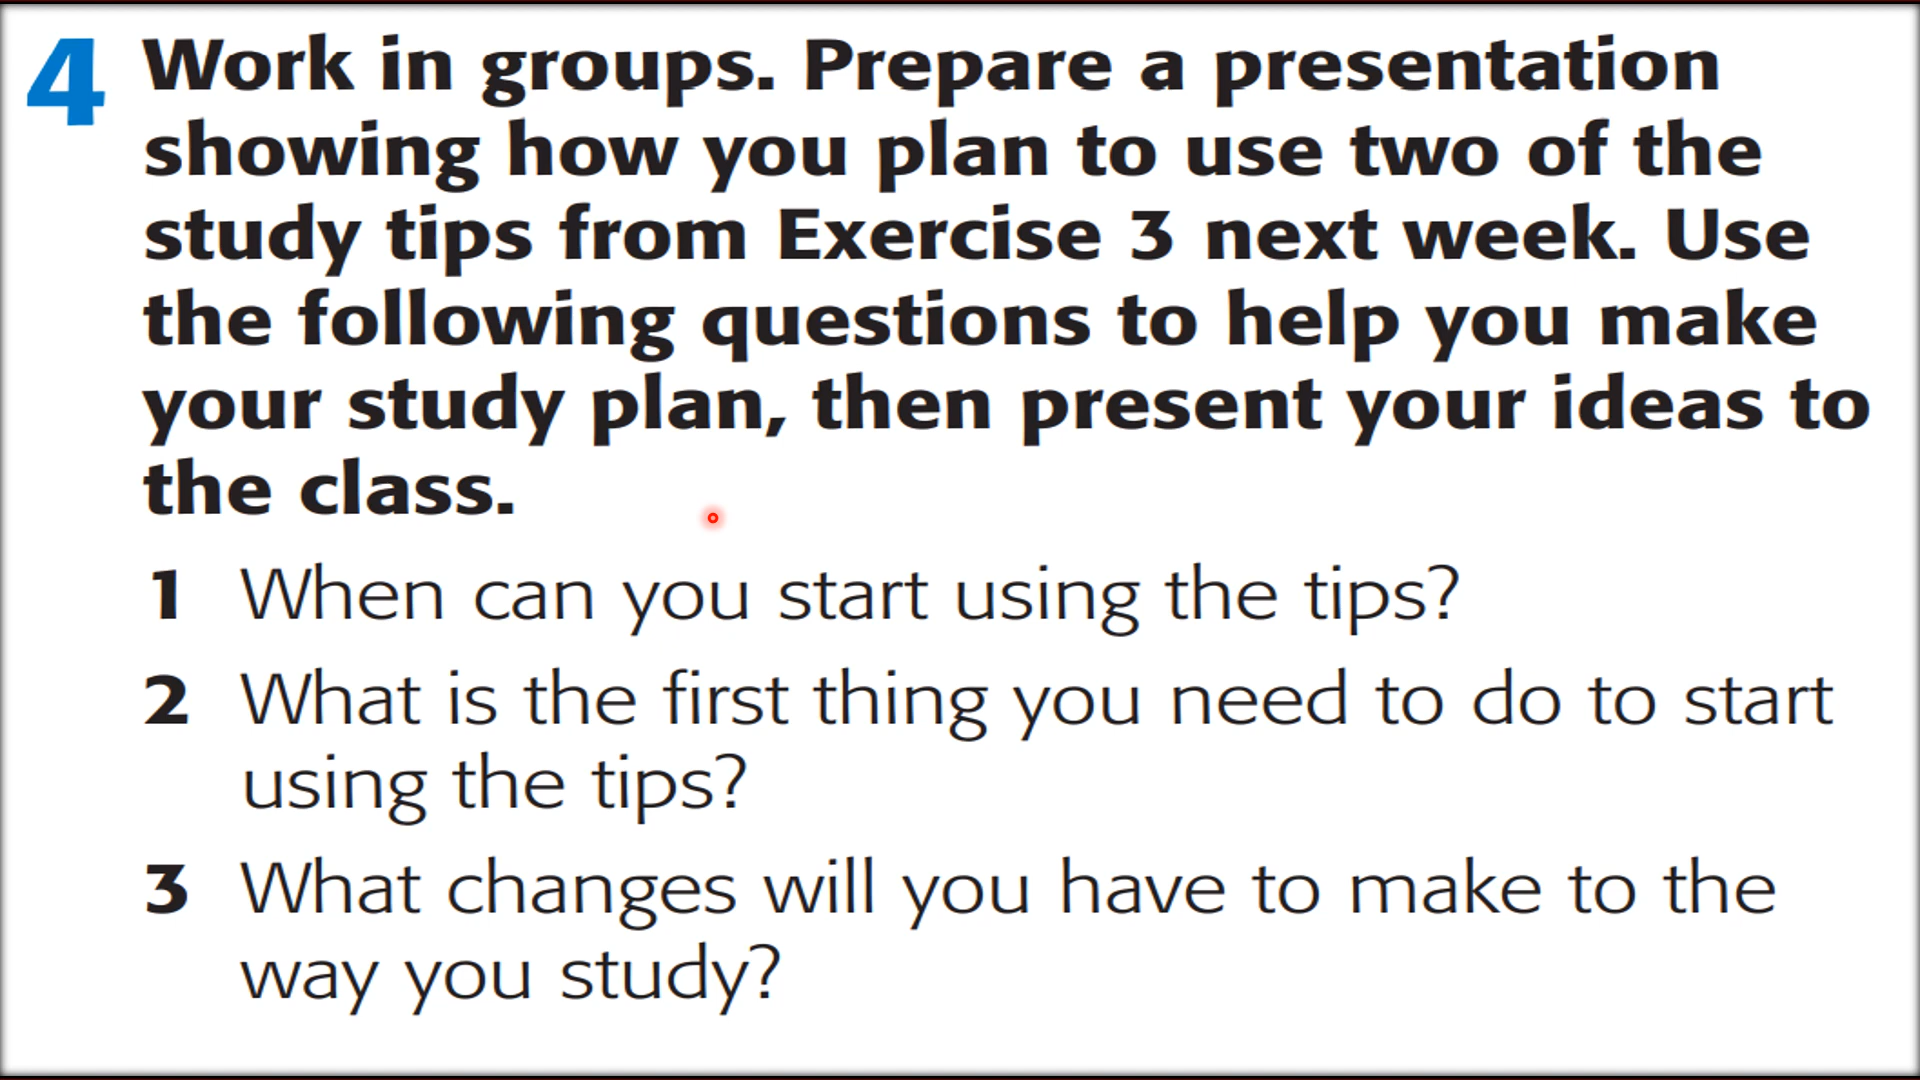 4 Work in groups. Prepare a presentation
showing how you plan to use two of the
study tips from Exercise 3 next week. Use
the following questions to help you make
your study plan, then present your ideas to
the class.
1 When can you start using the tips?
2 What is the first thing you need to do to start
using the tips?
3 What changes will you have to make to the
way you study?